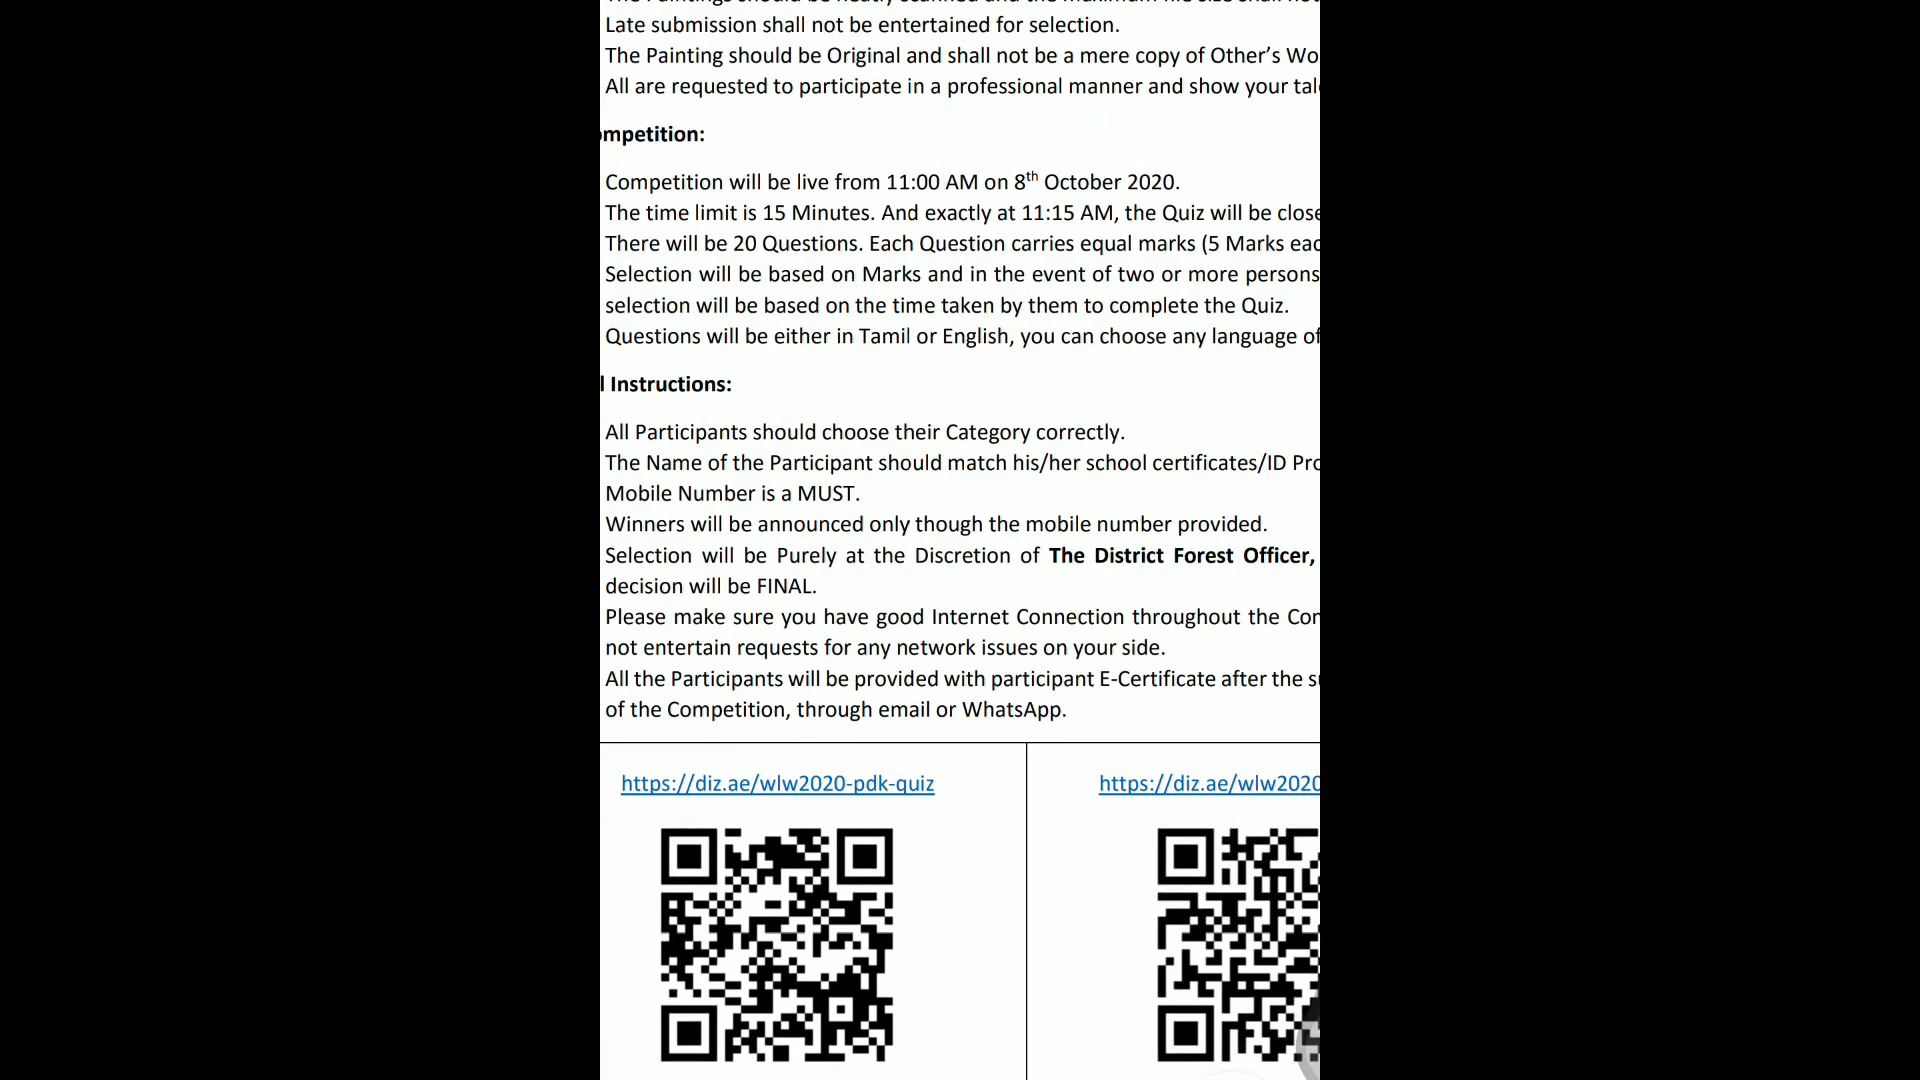 Late submission shall not be entertained for selection.
The Painting should be Original and shall not be a mere copy of Other's Wo
All are requested to participate in a professional manner and show your tal
ompetition:
Competition will be live from 11:00 AM on 8th October 2020.
The time limit is 15 Minutes. And exactly at 11:15 AM, the Quiz will be close
There will be 20 Questions. Each Question carries equal marks (5 Marks eac
Selection will be based on Marks and in the event of two or more persons
selection will be based on the time taken by them to complete the Quiz.
Questions will be either in Tamil or English, you can choose any language of
l Instructions:
All Participants should choose their Category correctly.
The Name of the Participant should match his/her school certificates/ID Pro
Mobile Number is a MUST.
Winners will be announced only though the mobile number provided.
Selection will be Purely at the Discretion of The District Forest Officer,
decision will be FINAL.
Please make sure you have good Internet Connection throughout the Com
not entertain requests for any network issues on your side.
All the Participants will be provided with participant E-Certificate after the s
of the Competition, through email or WhatsApp.
https://diz.ae/wlw2020-pdk-quiz
https://diz.ae/wlw2020